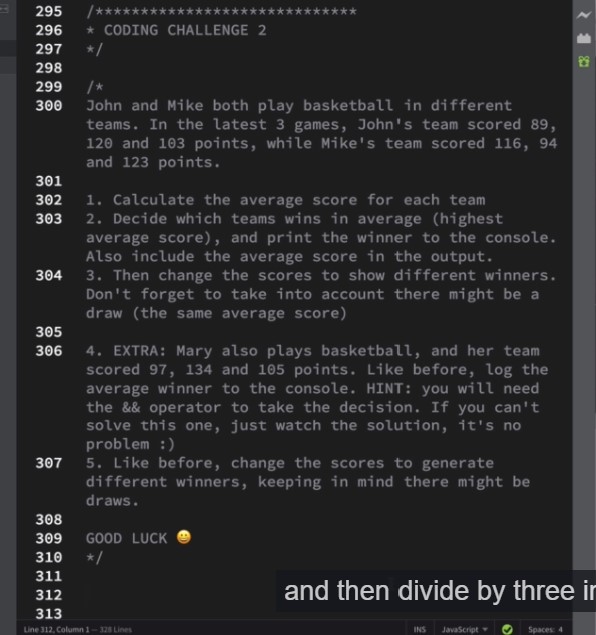 295 /*****************************
296 * CODING CHALLENGE 2
297 */
298
299 /*
300 John and Mike both play basketball in different
teams. In the latest 3 games, John's team scored 89,
120 and 103 points, while Mike's team scored 116, 94
and 123 points.
301
302 1. Calculate the average score for each team
303 2. Decide which teams wins in average (highest
average score), and print the winner to the console.
Also include the average score in the output.
304 3. Then change the scores to show different winners.
Don't forget to take into account there might be a
draw (the same average score)
305
306 4. EXTRA: Mary also plays basketball, and her team
scored 97, 134 and 105 points. Like before, log the
average winner to the console. HINT: you will need
the && operator to take the decision. If you can't
solve this one, just watch the solution, it's no
problem :)
307 5. Like before, change the scores to generate
different winners, keeping in mind there might be
draws.
308
309 GOOD LUCK 😀
310 */
311
312
313
and then divide by three in
Line 312, Column 1 — 328 Lines INS JavaScript Spaces: 4